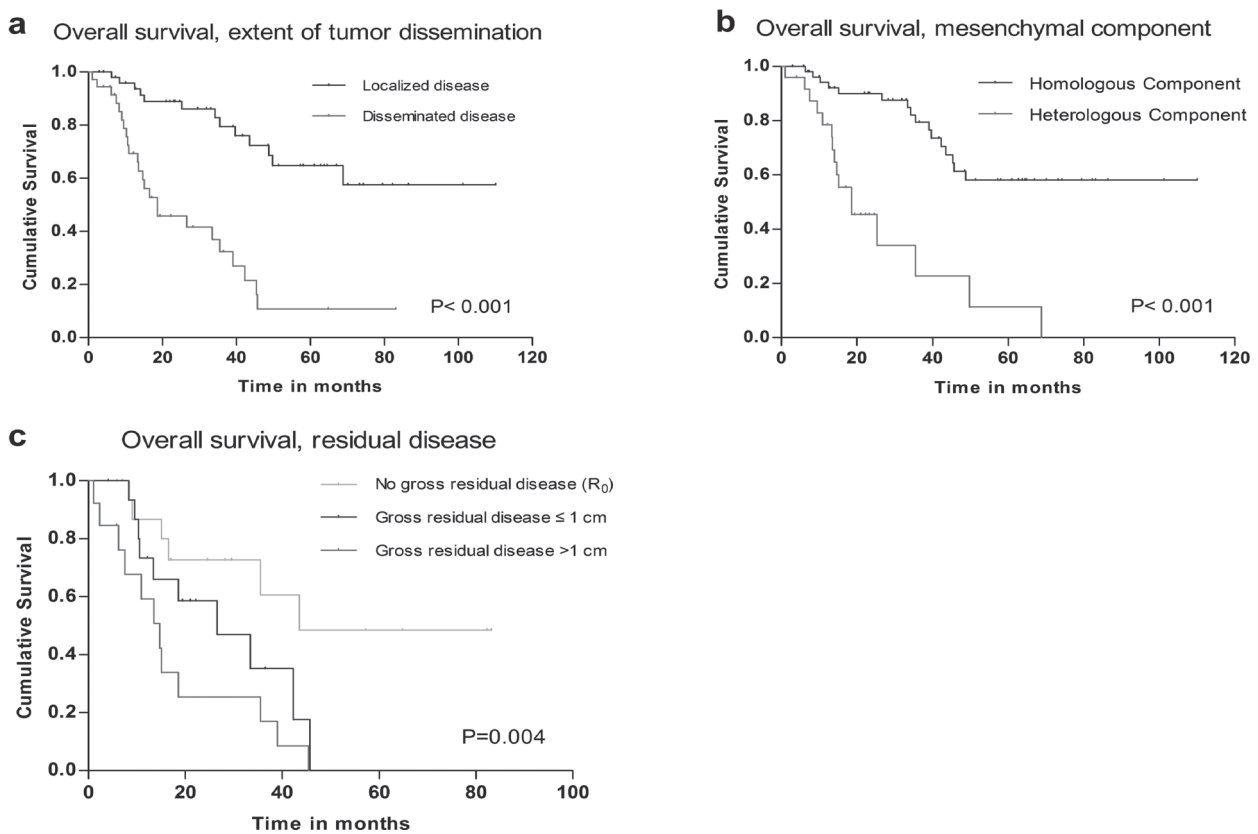 a Overall survival, extent of tumor dissemination
Localized disease
Disseminated disease
Cumulative Survival
1.0
0.8
0.6
0.4
0.2
0.0
P< 0.001
0 20 40 60 80 100 120
Time in months
b Overall survival, mesenchymal component
Homologous Component
Heterologous Component
Cumulative Survival
1.0
0.8
0.6
0.4
0.2
0.0
P< 0.001
0 20 40 60 80 100 120
Time in months
c Overall survival, residual disease
No gross residual disease (R₀)
Gross residual disease ≤ 1 cm
Gross residual disease >1 cm
Cumulative Survival
1.0
0.8
0.6
0.4
0.2
0.0
P=0.004
0 20 40 60 80 100
Time in months